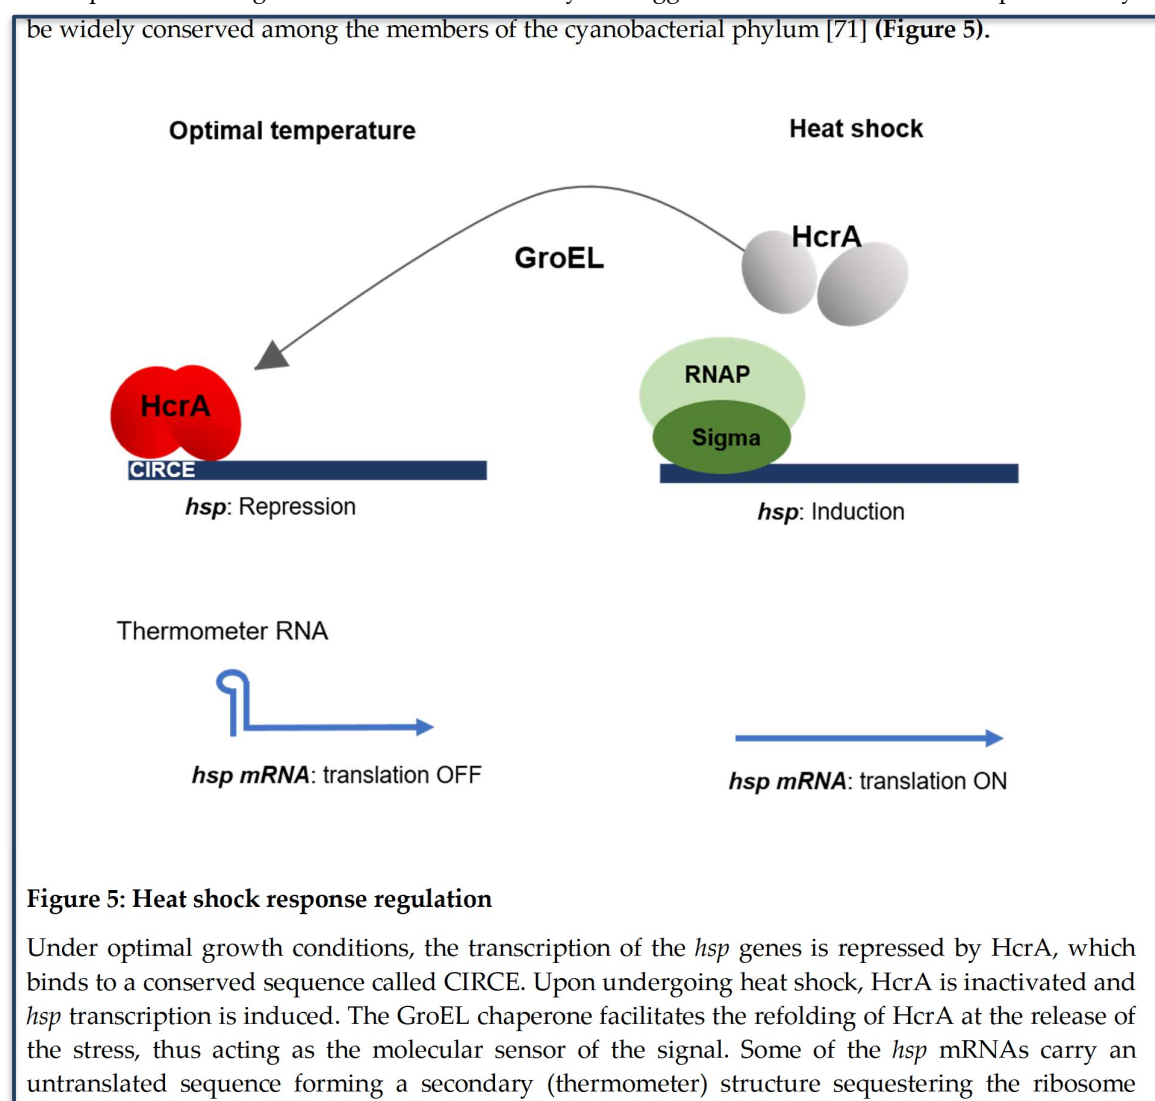 be widely conserved among the members of the cyanobacterial phylum [71] (Figure 5).
Optimal temperature
Heat shock
HcrA
GroEL
RNAP
HcrA
Sigma
CIRCE
hsp: Repression
hsp: Induction
Thermometer RNA
hsp mRNA: translation OFF
hsp mRNA: translation ON
Figure 5: Heat shock response regulation
Under optimal growth conditions, the transcription of the hsp genes is repressed by HcrA, which
binds to a conserved sequence called CIRCE. Upon undergoing heat shock, HcrA is inactivated and
hsp transcription is induced. The GroEL chaperone facilitates the refolding of HcrA at the release of
the stress, thus acting as the molecular sensor of the signal. Some of the hsp mRNAs carry an
untranslated sequence forming a secondary (thermometer) structure sequestering the ribosome